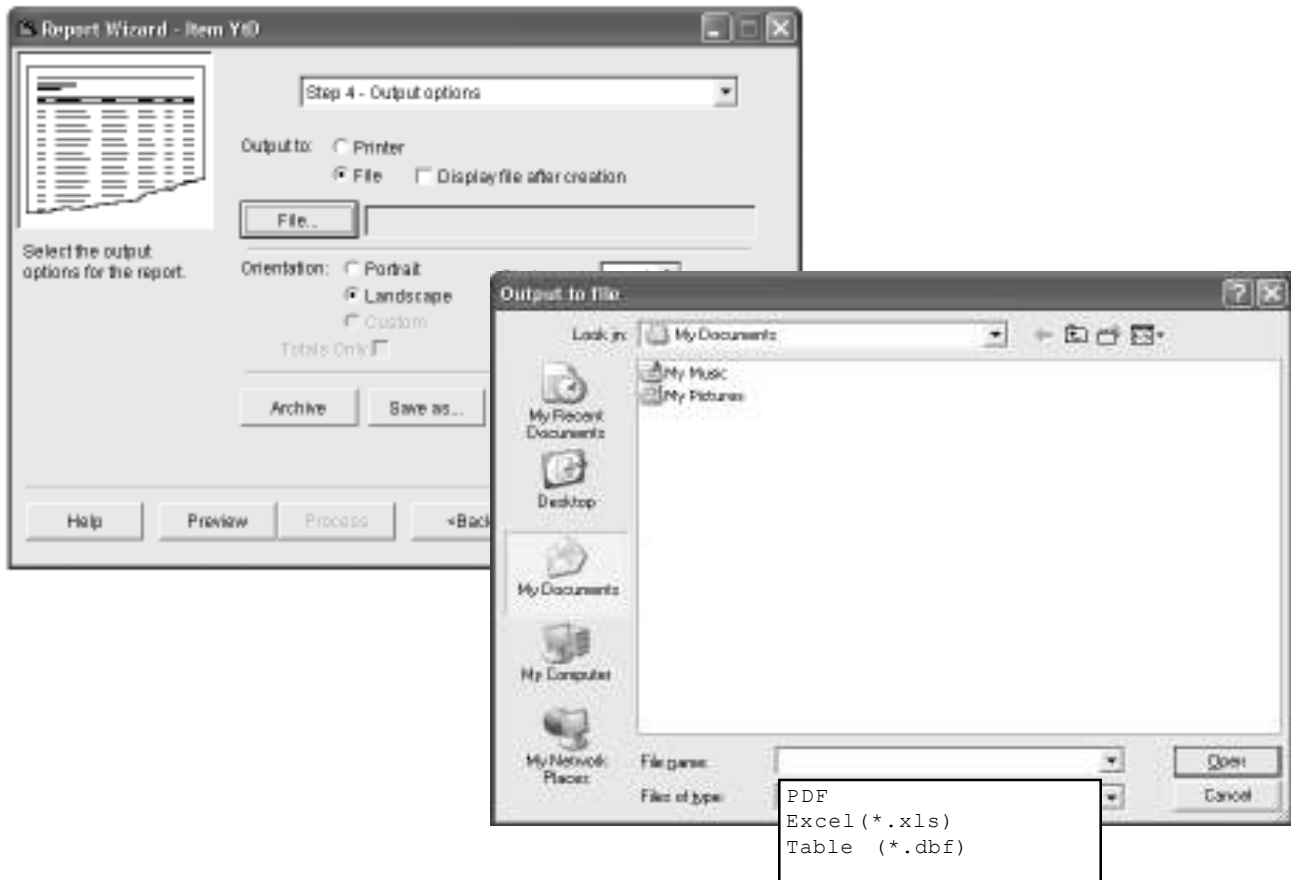 Report Wizard - Item YtD
Step 4 - Output options
Output to:
Printer
File
Display file after creation
File...
Select the output
options for the report.
Orientation:
Portrait
Landscape
Custom
Totals Only
Archive
Save as...
Help
Preview
Process
<Back
Output to file
Look in:
My Documents
My Music
My Pictures
My Recent
Documents
Desktop
My Documents
My Computer
My Network
Places
File name:
Files of type:
Open
Cancel
PDF
Excel(*.xls)
Table (*.dbf)